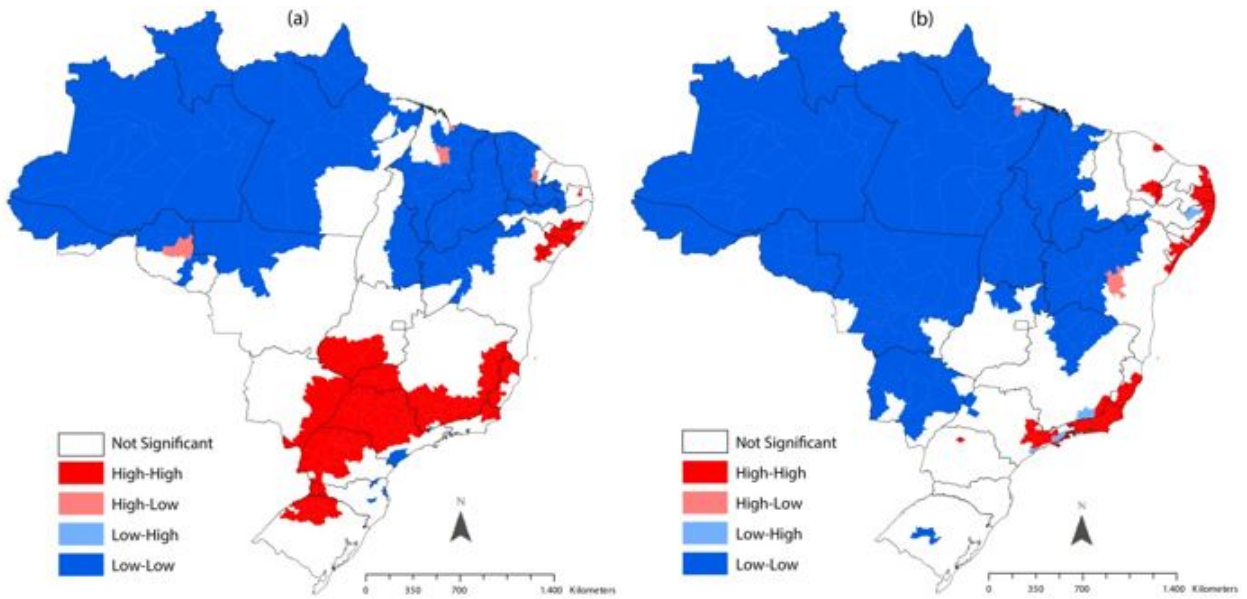 (a)
Not Significant
High-High
High-Low
Low-High
Low-Low
N
0 350 700 1.400 Kilometers
(b)
Not Significant
High-High
High-Low
Low-High
Low-Low
N
0 350 700 1.400 Kilometers